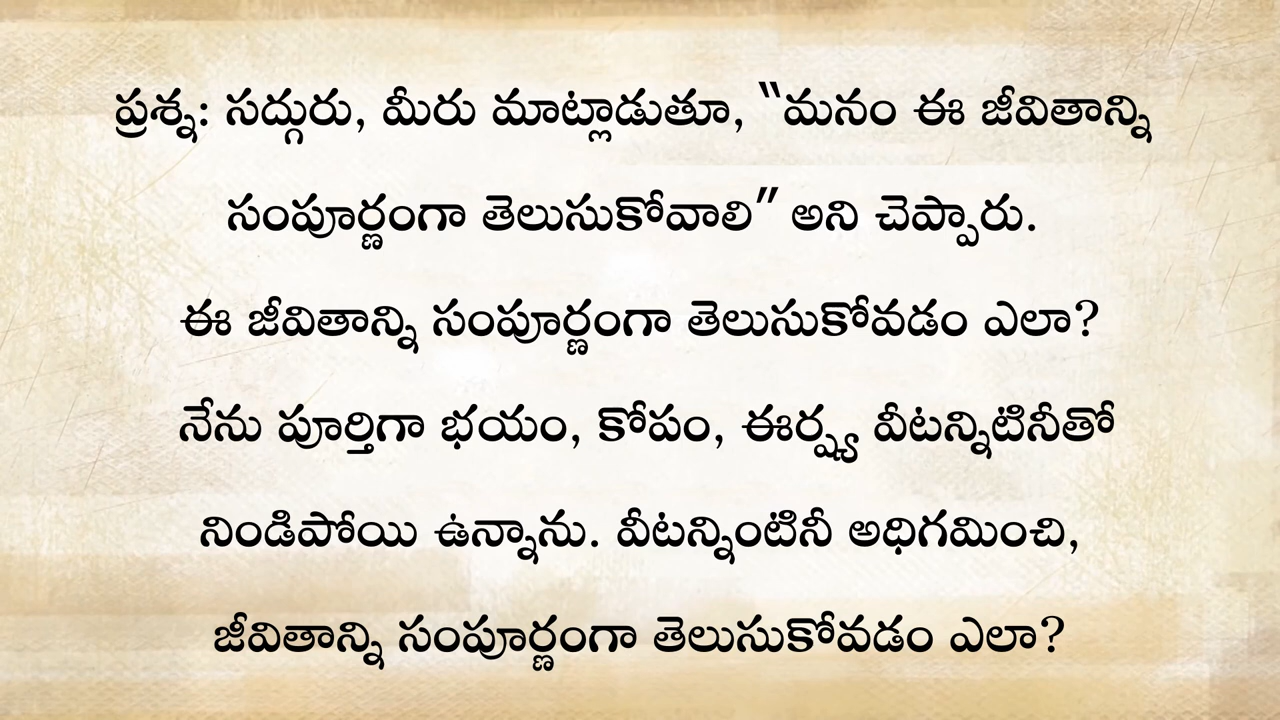 ప్రశ్న: సద్గురు, మీరు మాట్లాడుతూ, “మనం ఈ జీవితాన్ని
సంపూర్ణంగా తెలుసుకోవాలి” అని చెప్పారు.
ఈ జీవితాన్ని సంపూర్ణంగా తెలుసుకోవడం ఎలా?
నేను పూర్తిగా భయం, కోపం, ఈర్ష్య వీటన్నిటినీతో
నిండిపోయి ఉన్నాను. వీటన్నింటినీ అధిగమించి,
జీవితాన్ని సంపూర్ణంగా తెలుసుకోవడం ఎలా?